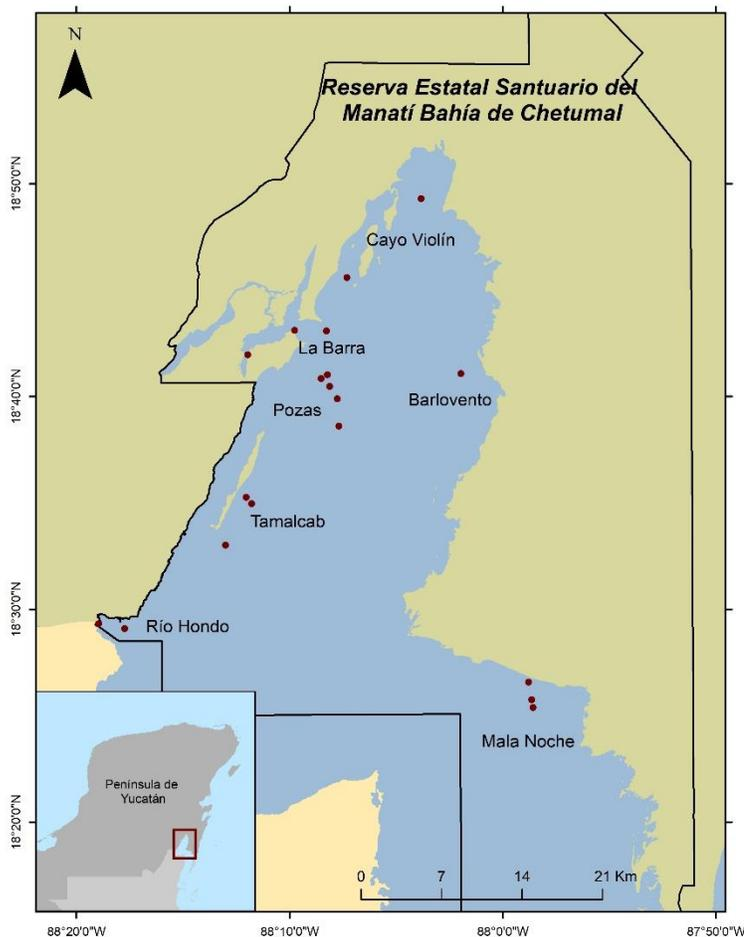 N
Reserva Estatal Santuario del
Manatí Bahía de Chetumal
18°50'0"N
Cayo Violín
La Barra
18°40'0"N
Barlovento
Pozas
Tamalcab
18°30'0"N
Río Hondo
Mala Noche
Península de
Yucatán
18°20'0"N
0 7 14 21 Km
88°20'0"W 88°10'0"W 88°0'0"W 87°50'0"W